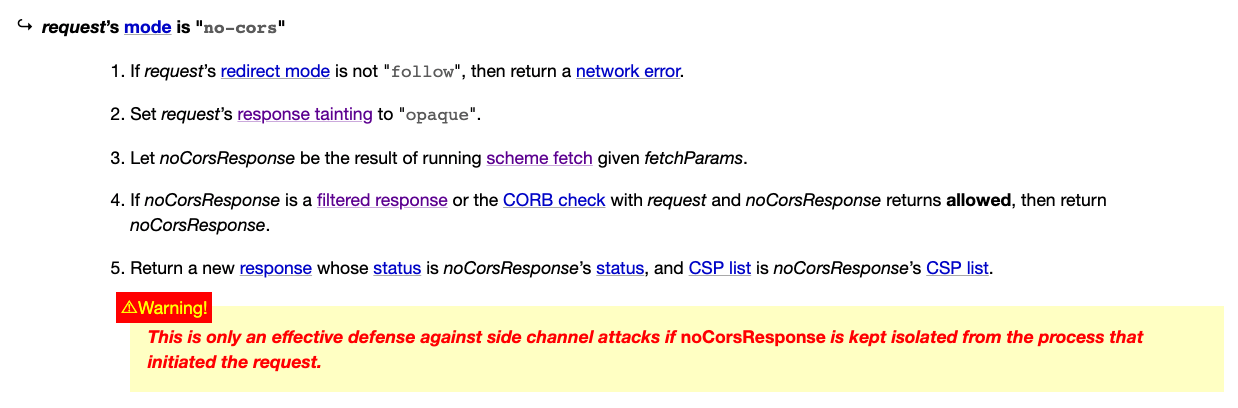 ↪ request’s mode is "no-cors"
1. If request’s redirect mode is not "follow", then return a network error.
2. Set request’s response tainting to "opaque".
3. Let noCorsResponse be the result of running scheme fetch given fetchParams.
4. If noCorsResponse is a filtered response or the CORB check with request and noCorsResponse returns allowed, then return
noCorsResponse.
5. Return a new response whose status is noCorsResponse’s status, and CSP list is noCorsResponse’s CSP list.
⚠Warning!
This is only an effective defense against side channel attacks if noCorsResponse is kept isolated from the process that
initiated the request.